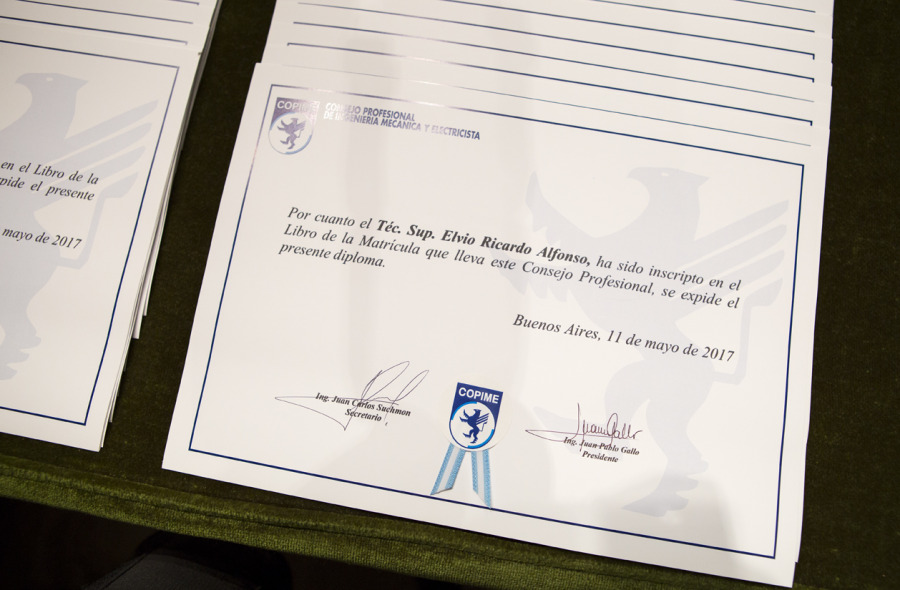 en el Libro de la
pide el presente
mayo de 2017
COPIME
CONSEJO PROFESIONAL
DE INGENIERIA MECANICA Y ELECTRICISTA
Por cuanto el Téc. Sup. Elvio Ricardo Alfonso, ha sido inscripto en el
Libro de la Matrícula que lleva este Consejo Profesional, se expide el
presente diploma.
Buenos Aires, 11 de mayo de 2017
Ing. Juan Carlos Suchmon
Secretario
COPIME
Juan Gallo
Ing. Juan Pablo Gallo
Presidente